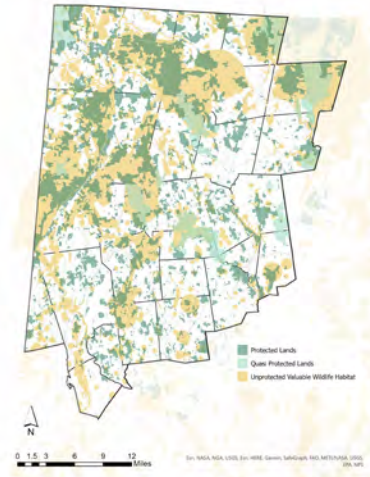 Protected Lands
Quasi Protected Lands
Unprotected Valuable Wildlife Habitat
N
0 1.5 3 6 9 12
Miles
Esri, NASA, NGA, USGS, Esri, HERE, Garmin, SafeGraph, FAO, METI/NASA, USGS,
EPA, NPS